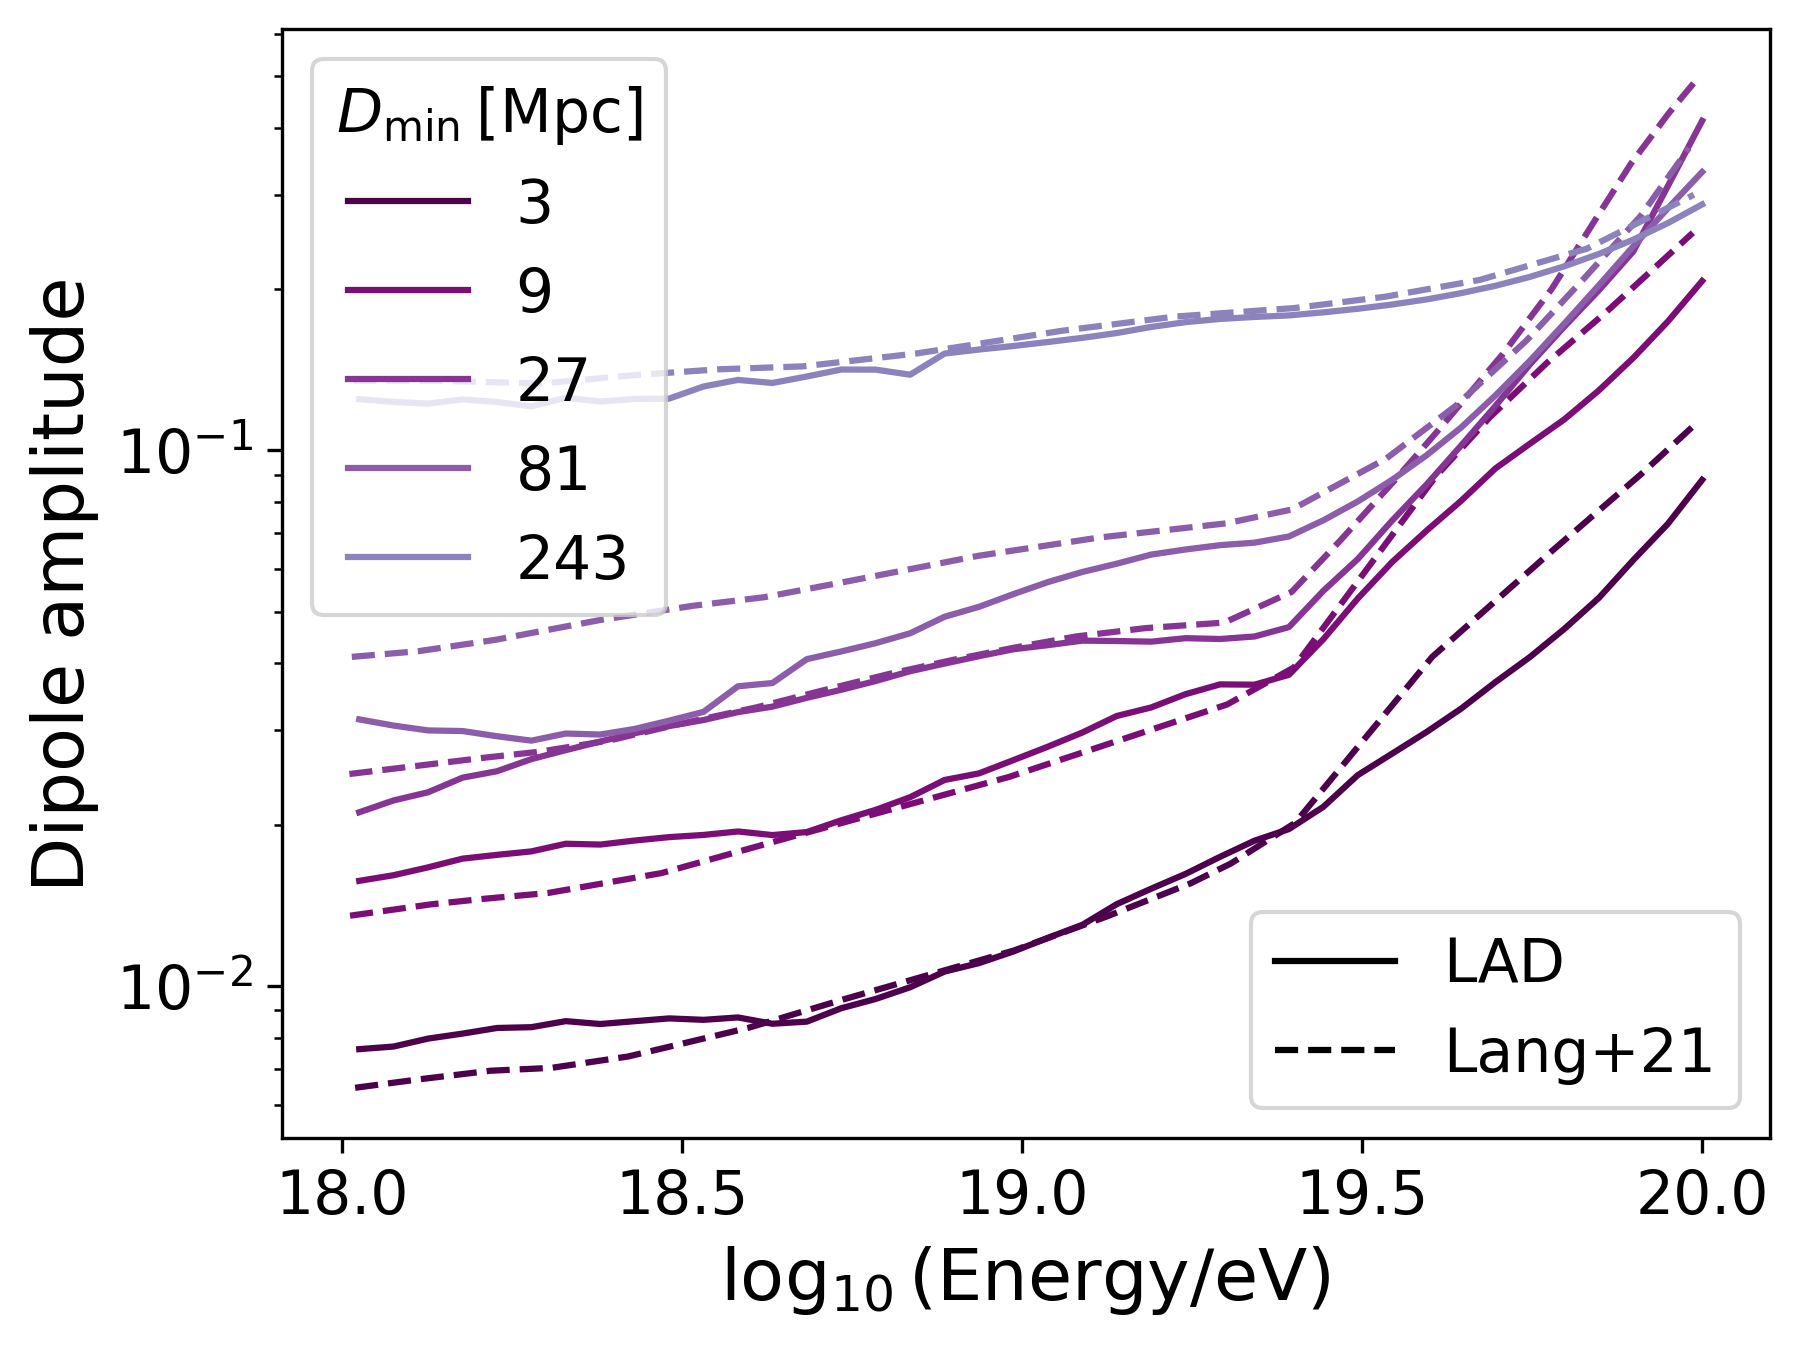 D_min [Mpc]
3
9
27
81
243
LAD
Lang+21
Dipole amplitude
10⁻¹
10⁻²
18.0 18.5 19.0 19.5 20.0
log₁₀(Energy/eV)